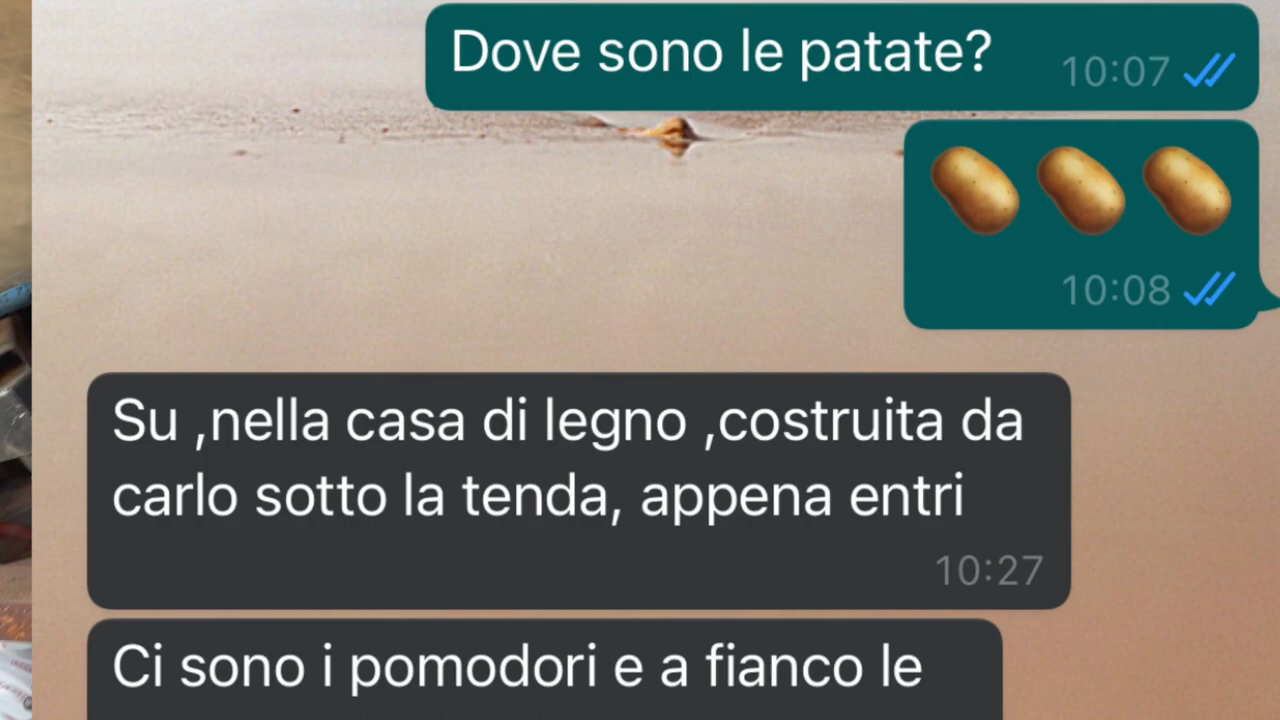 Dove sono le patate?
10:07
🥔🥔🥔
10:08
Su ,nella casa di legno ,costruita da
carlo sotto la tenda, appena entri
10:27
Ci sono i pomodori e a fianco le